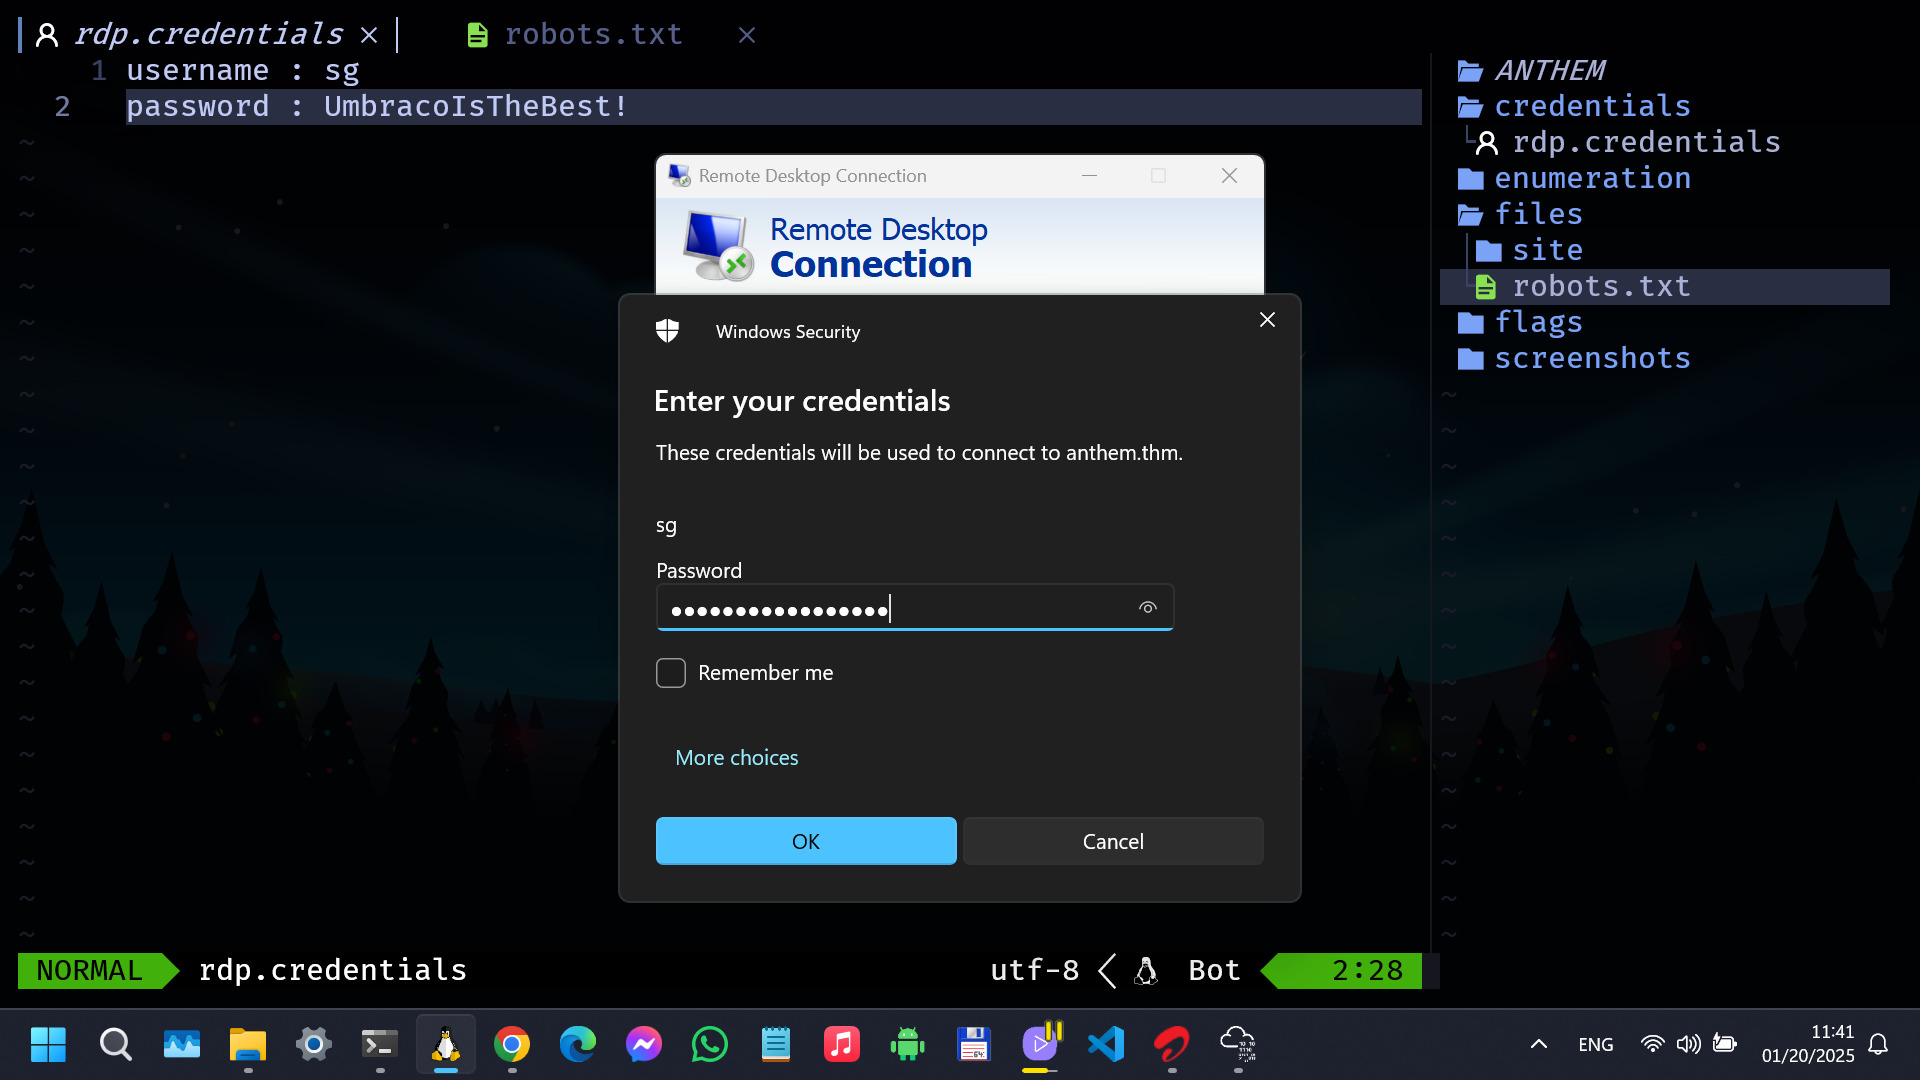 rdp.credentials
robots.txt
1 username : sg
2 password : UmbracoIsTheBest!
ANTHEM
credentials
rdp.credentials
enumeration
files
site
robots.txt
flags
screenshots
Remote Desktop Connection
Remote Desktop
Connection
Windows Security
Enter your credentials
These credentials will be used to connect to anthem.thm.
sg
Password
Remember me
More choices
OK
Cancel
NORMAL rdp.credentials utf-8 Bot 2:28
ENG
11:41
01/20/2025